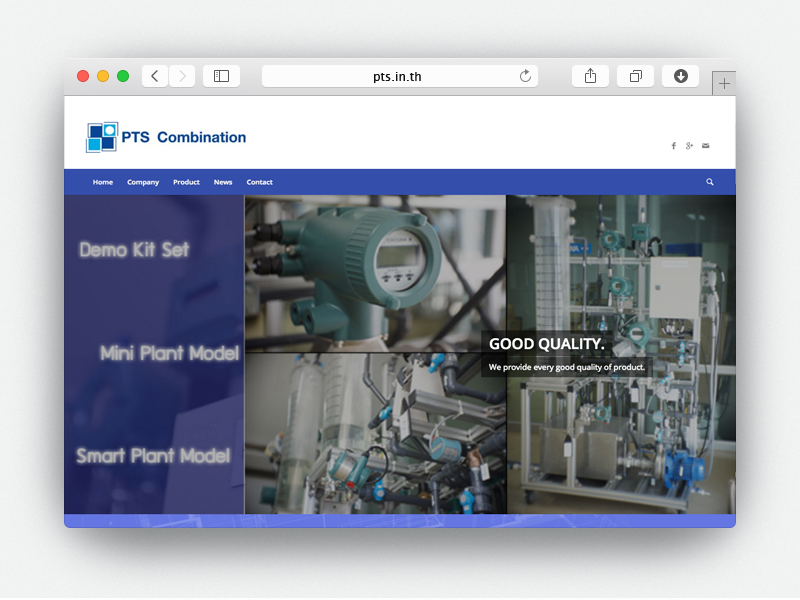 pts.in.th
PTS Combination
Home Company Product News Contact
Demo Kit Set
Mini Plant Model
GOOD QUALITY.
We provide every good quality of product.
Smart Plant Model